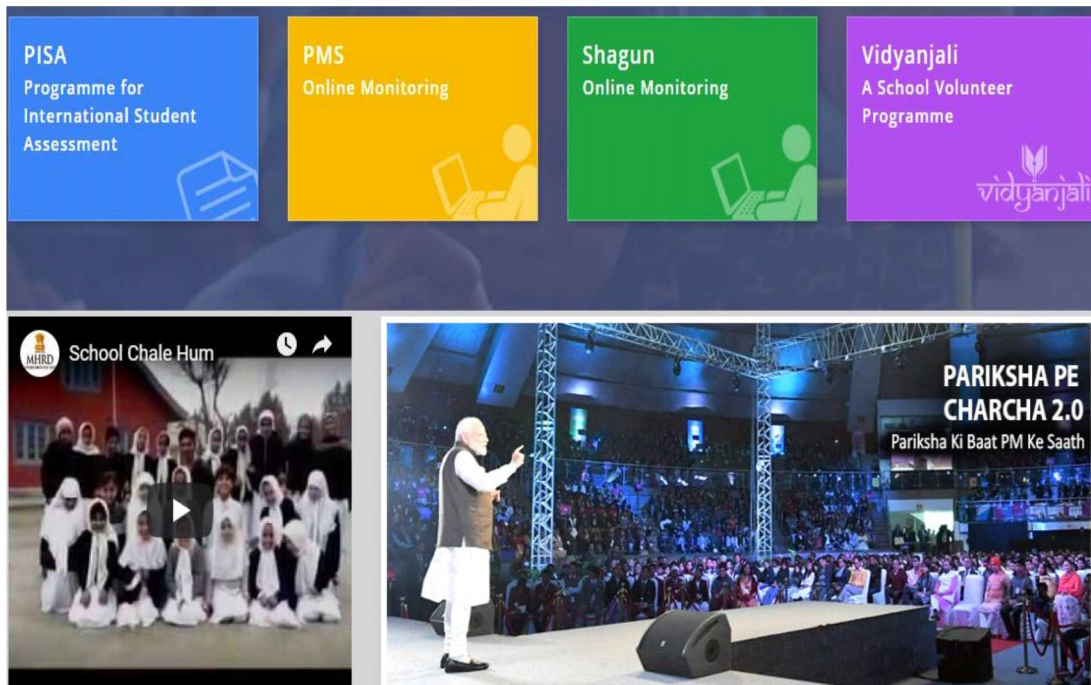 PISA
Programme for
International Student
Assessment
PMS
Online Monitoring
Shagun
Online Monitoring
Vidyanjali
A School Volunteer
Programme
vidyanjali
MHRD
School Chale Hum
PARIKSHA PE
CHARCHA 2.0
Pariksha Ki Baat PM Ke Saath